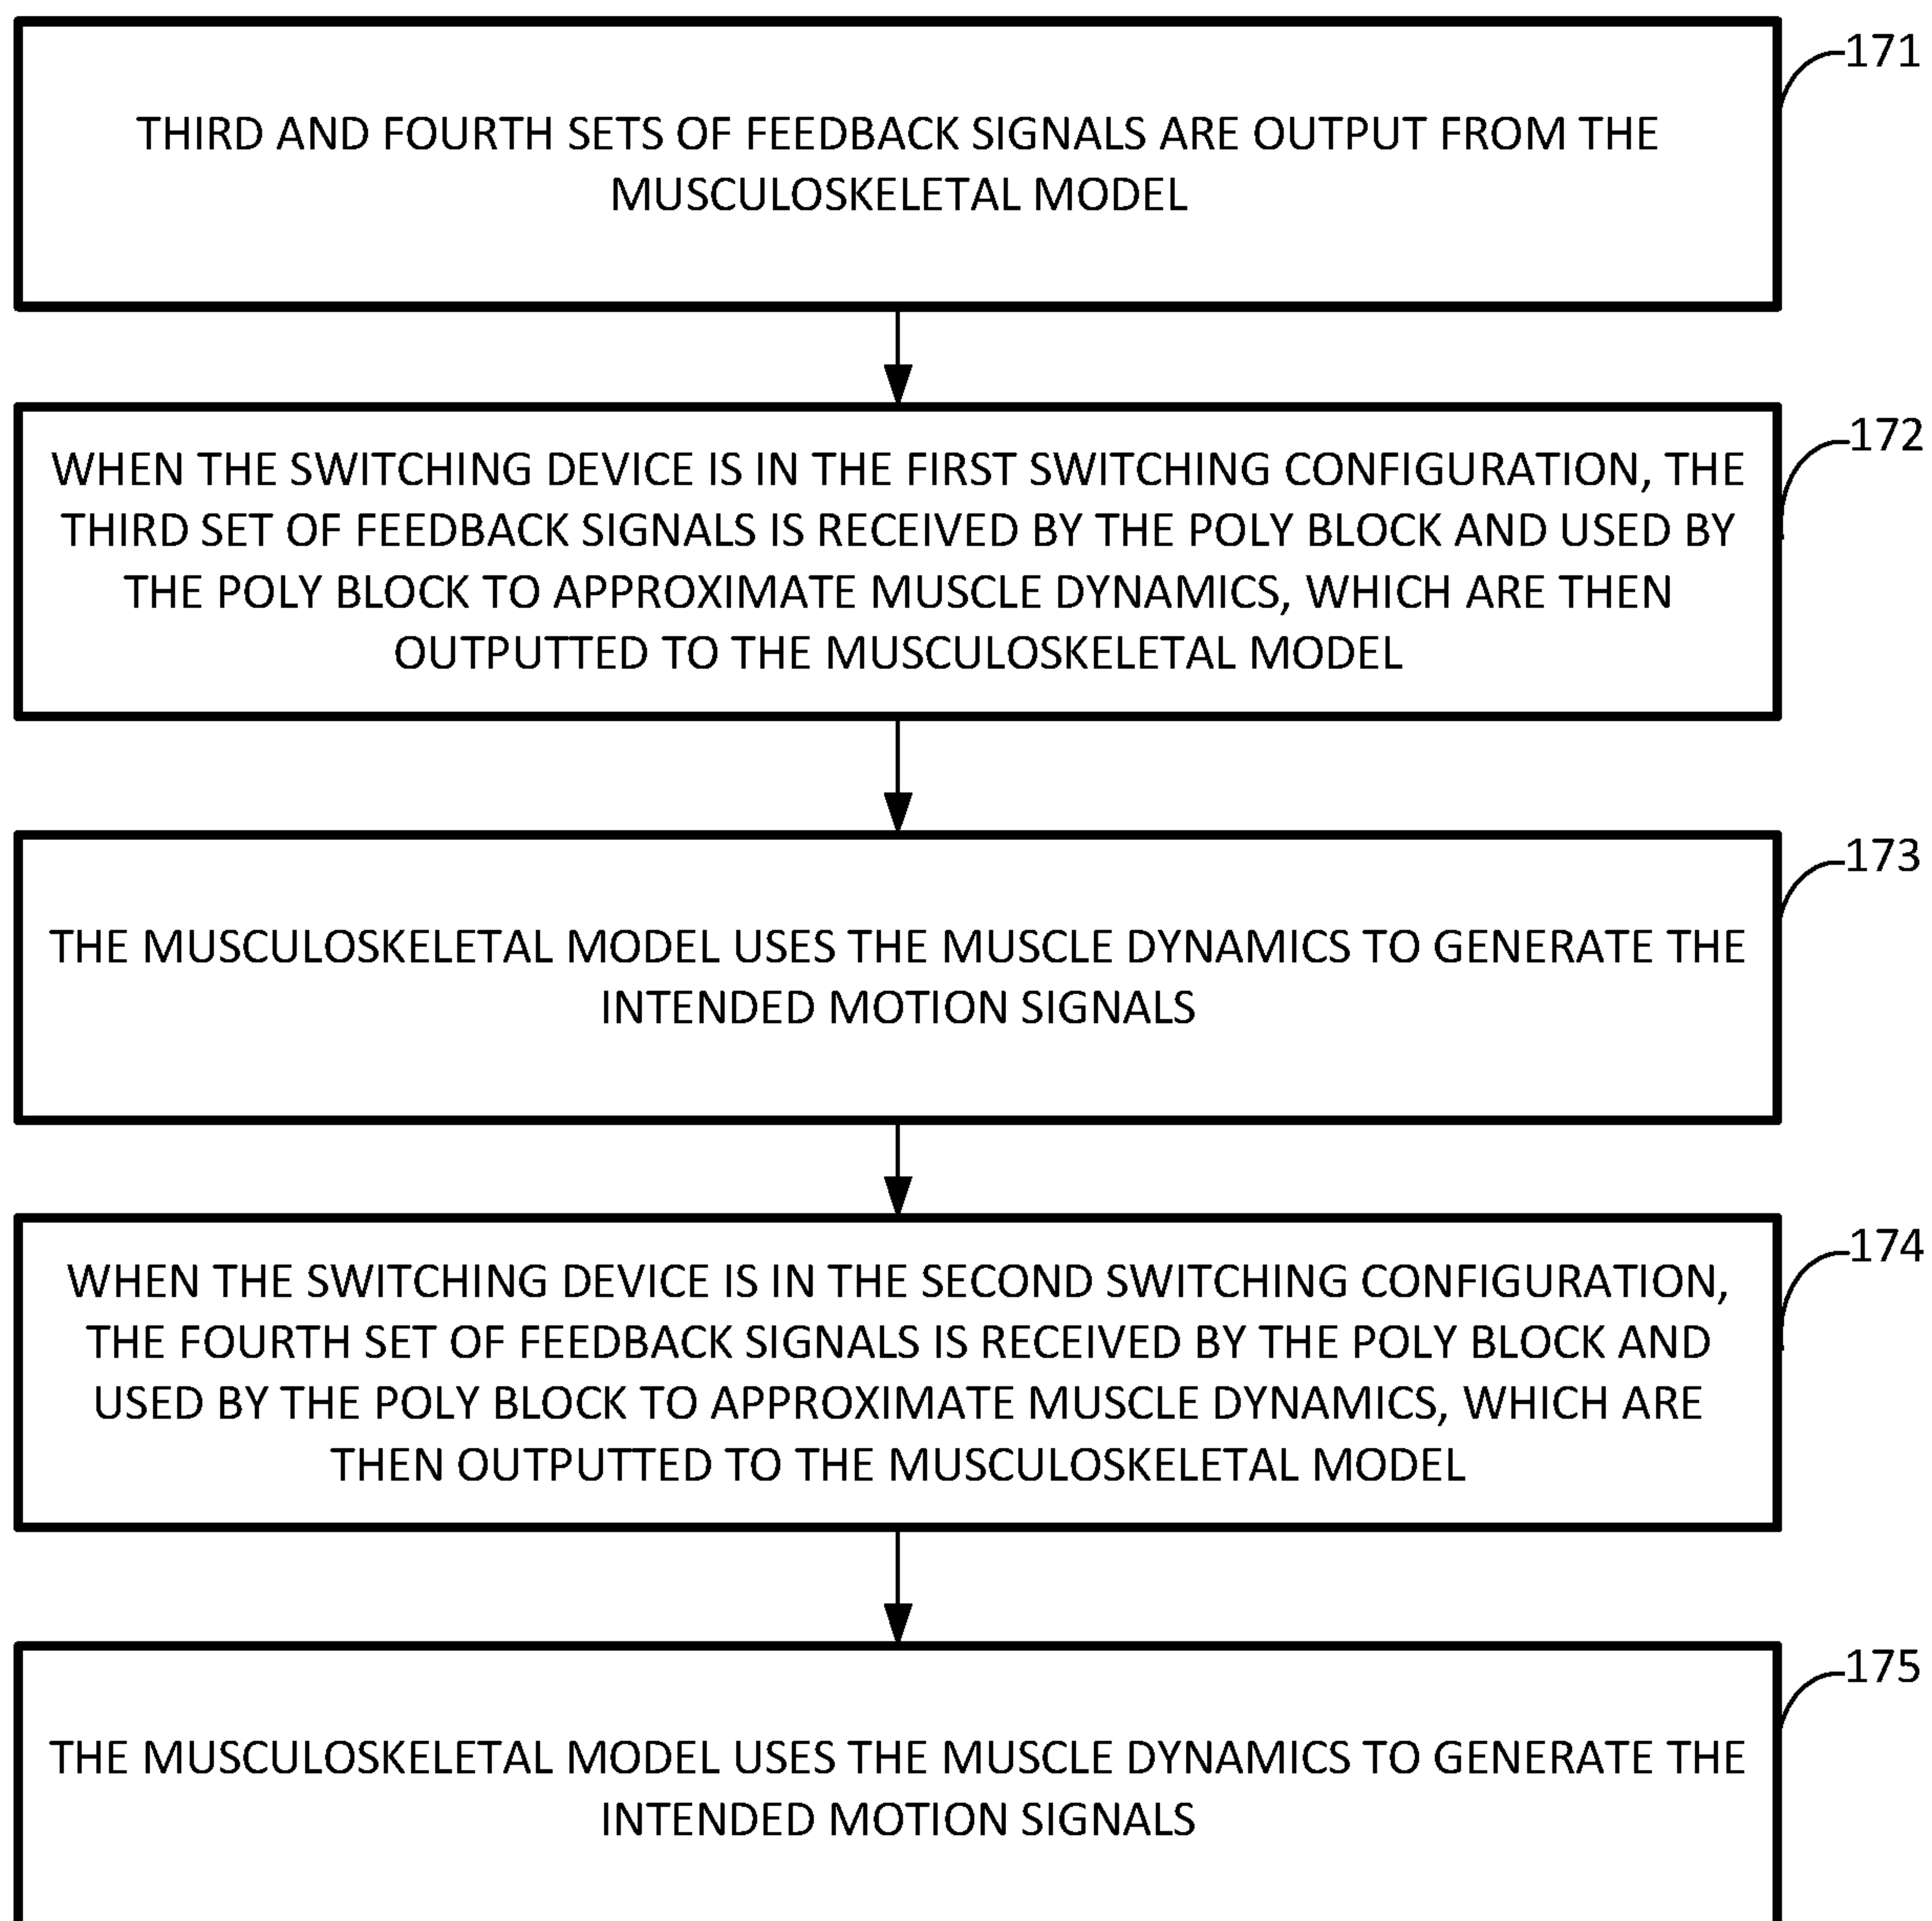 171
THIRD AND FOURTH SETS OF FEEDBACK SIGNALS ARE OUTPUT FROM THE
MUSCULOSKELETAL MODEL
172
WHEN THE SWITCHING DEVICE IS IN THE FIRST SWITCHING CONFIGURATION, THE
THIRD SET OF FEEDBACK SIGNALS IS RECEIVED BY THE POLY BLOCK AND USED BY
THE POLY BLOCK TO APPROXIMATE MUSCLE DYNAMICS, WHICH ARE THEN
OUTPUTTED TO THE MUSCULOSKELETAL MODEL
173
THE MUSCULOSKELETAL MODEL USES THE MUSCLE DYNAMICS TO GENERATE THE
INTENDED MOTION SIGNALS
174
WHEN THE SWITCHING DEVICE IS IN THE SECOND SWITCHING CONFIGURATION,
THE FOURTH SET OF FEEDBACK SIGNALS IS RECEIVED BY THE POLY BLOCK AND
USED BY THE POLY BLOCK TO APPROXIMATE MUSCLE DYNAMICS, WHICH ARE
THEN OUTPUTTED TO THE MUSCULOSKELETAL MODEL
175
THE MUSCULOSKELETAL MODEL USES THE MUSCLE DYNAMICS TO GENERATE THE
INTENDED MOTION SIGNALS